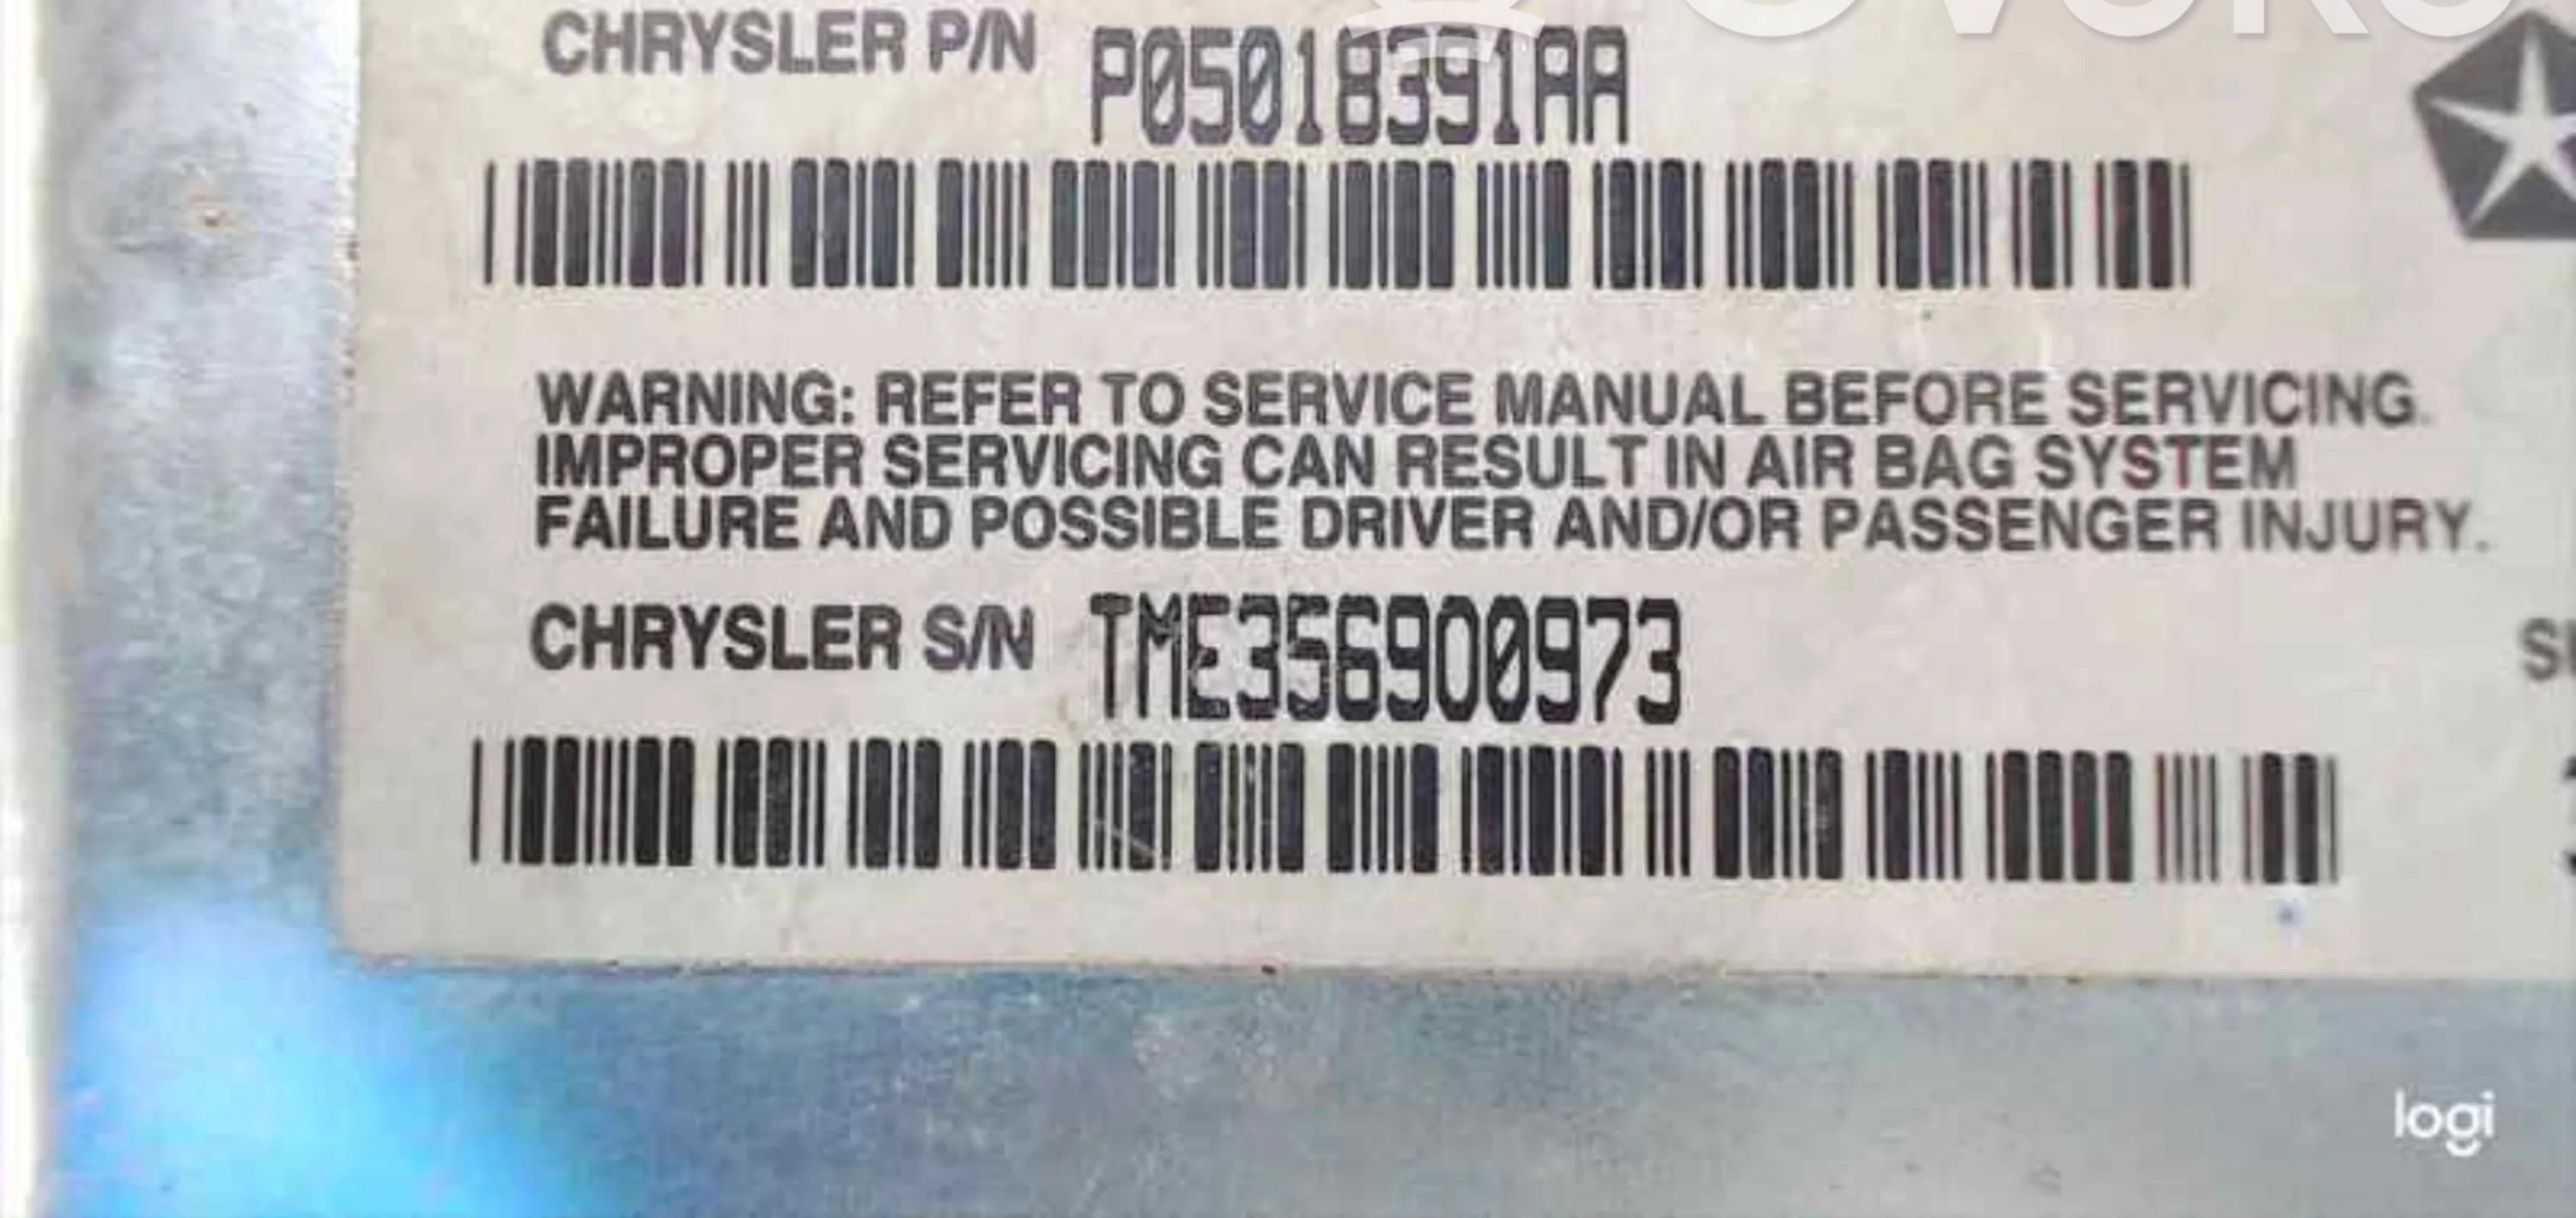 CHRYSLER P/N P05018391AA
WARNING: REFER TO SERVICE MANUAL BEFORE SERVICING.
IMPROPER SERVICING CAN RESULT IN AIR BAG SYSTEM
FAILURE AND POSSIBLE DRIVER AND/OR PASSENGER INJURY.
CHRYSLER S/N TME356900973
logi